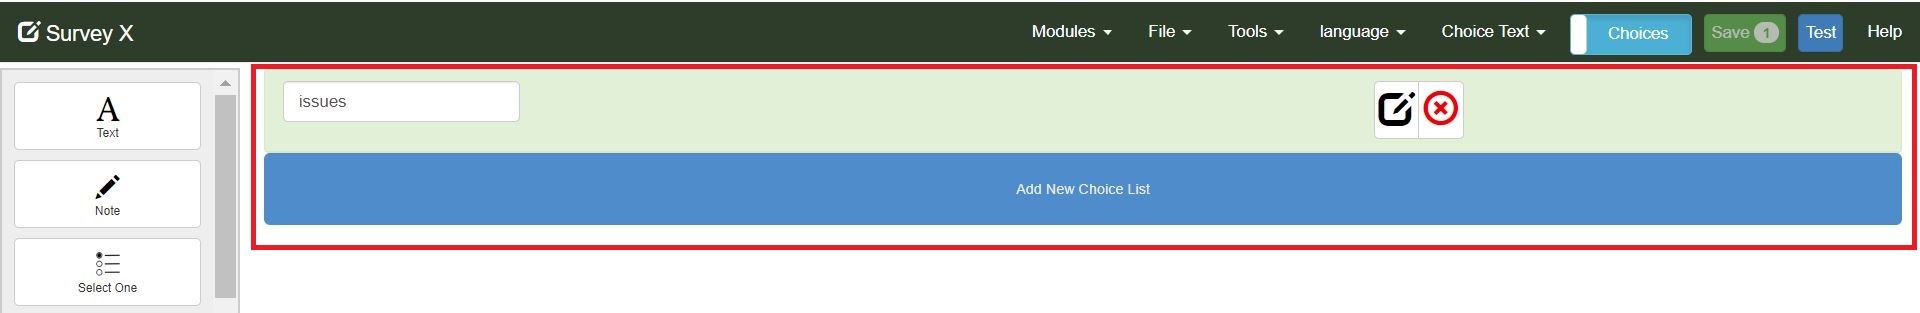 Survey X
Modules
File
Tools
language
Choice Text
Choices
Save 1
Test
Help
A
Text
Note
Select One
issues
Add New Choice List